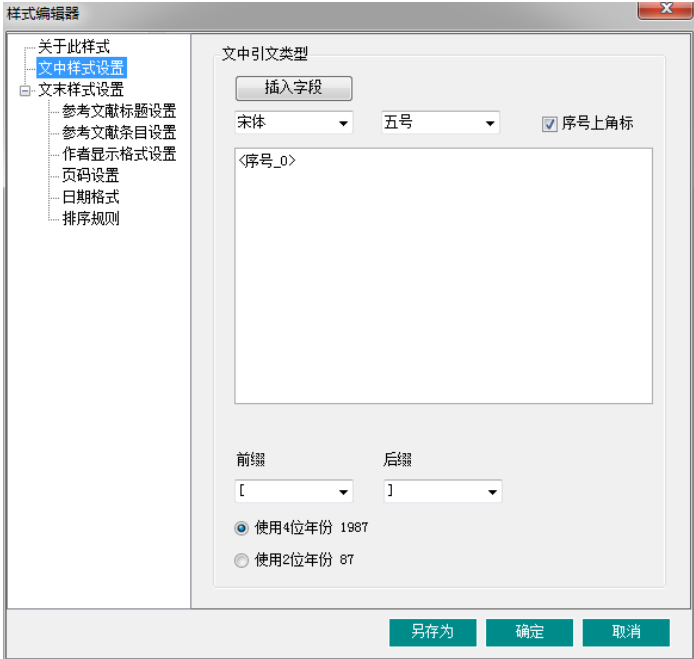 样式编辑器
关于此样式
文中样式设置
文末样式设置
参考文献标题设置
参考文献条目设置
作者显示格式设置
页码设置
日期格式
排序规则
文中引文类型
插入字段
宋体 五号 序号上角标
<序号_0>
前缀 后缀
[ ]
使用4位年份 1987
使用2位年份 87
另存为 确定 取消